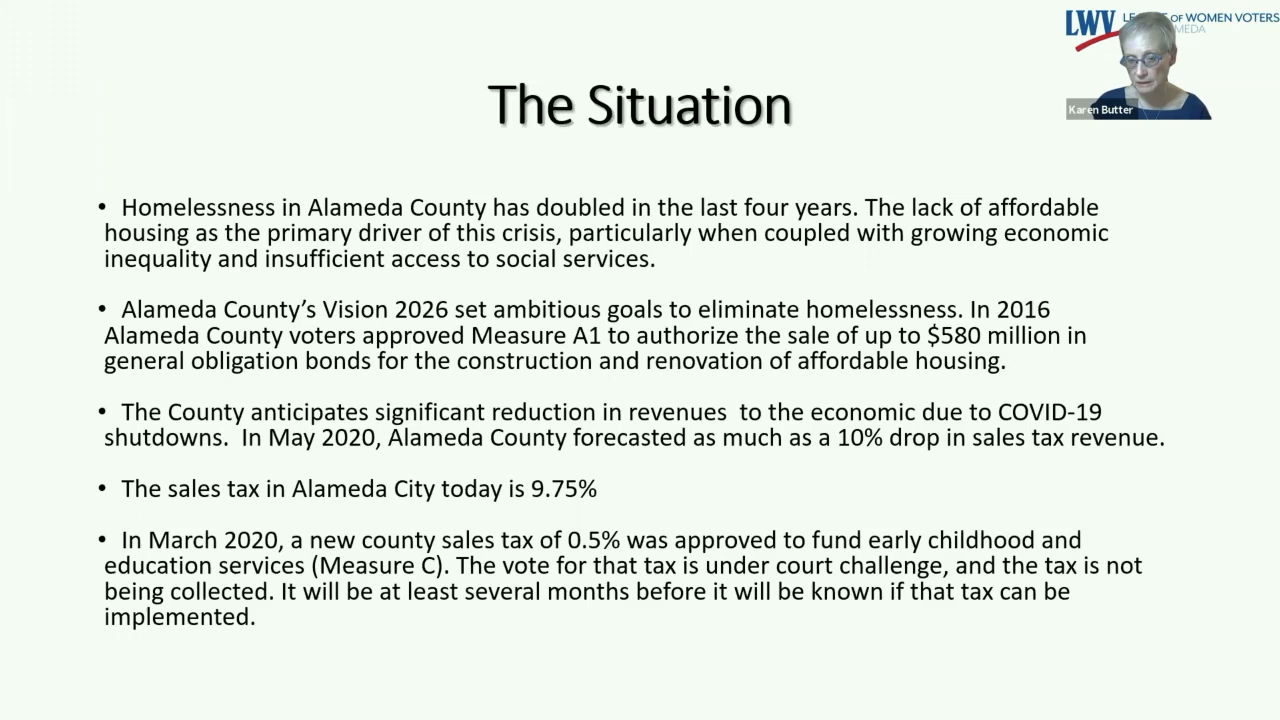 LWV LE OF WOMEN VOTERS
MEDA
Karen Butter
The Situation
• Homelessness in Alameda County has doubled in the last four years. The lack of affordable
housing as the primary driver of this crisis, particularly when coupled with growing economic
inequality and insufficient access to social services.
• Alameda County’s Vision 2026 set ambitious goals to eliminate homelessness. In 2016
Alameda County voters approved Measure A1 to authorize the sale of up to $580 million in
general obligation bonds for the construction and renovation of affordable housing.
• The County anticipates significant reduction in revenues  to the economic due to COVID-19
shutdowns.  In May 2020, Alameda County forecasted as much as a 10% drop in sales tax revenue.
• The sales tax in Alameda City today is 9.75%
• In March 2020, a new county sales tax of 0.5% was approved to fund early childhood and
education services (Measure C). The vote for that tax is under court challenge, and the tax is not
being collected. It will be at least several months before it will be known if that tax can be
implemented.